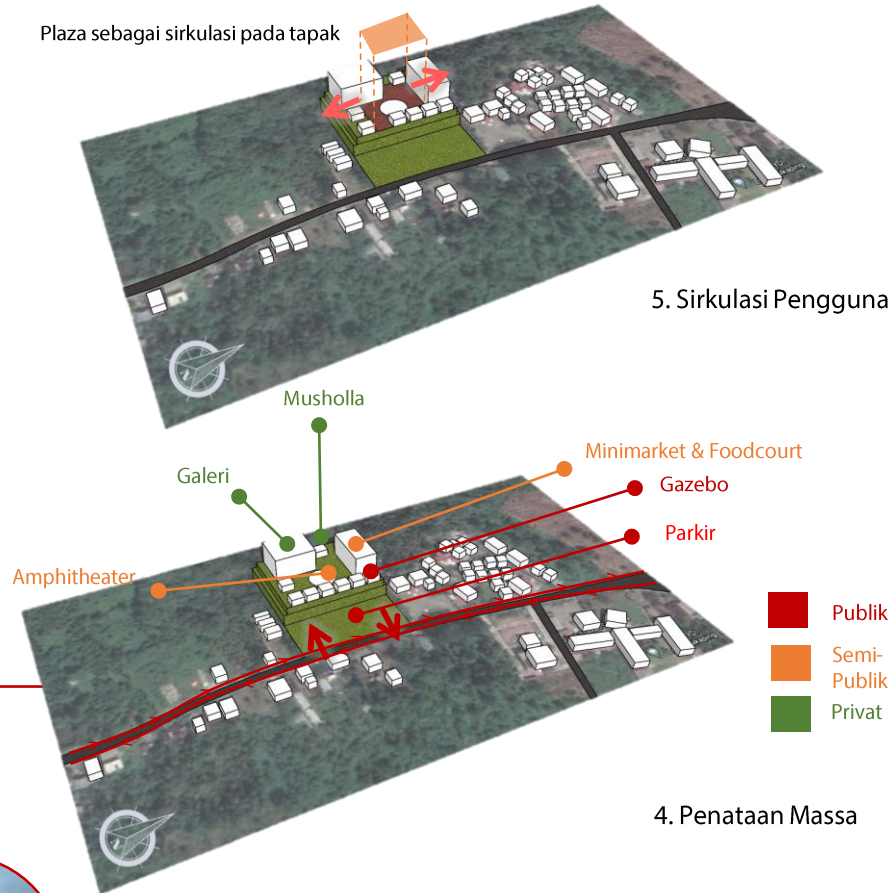 Plaza sebagai sirkulasi pada tapak
5. Sirkulasi Pengguna
Musholla
Minimarket & Foodcourt
Galeri
Gazebo
Parkir
Amphitheater
Publik
Semi-
Publik
Privat
4. Penataan Massa